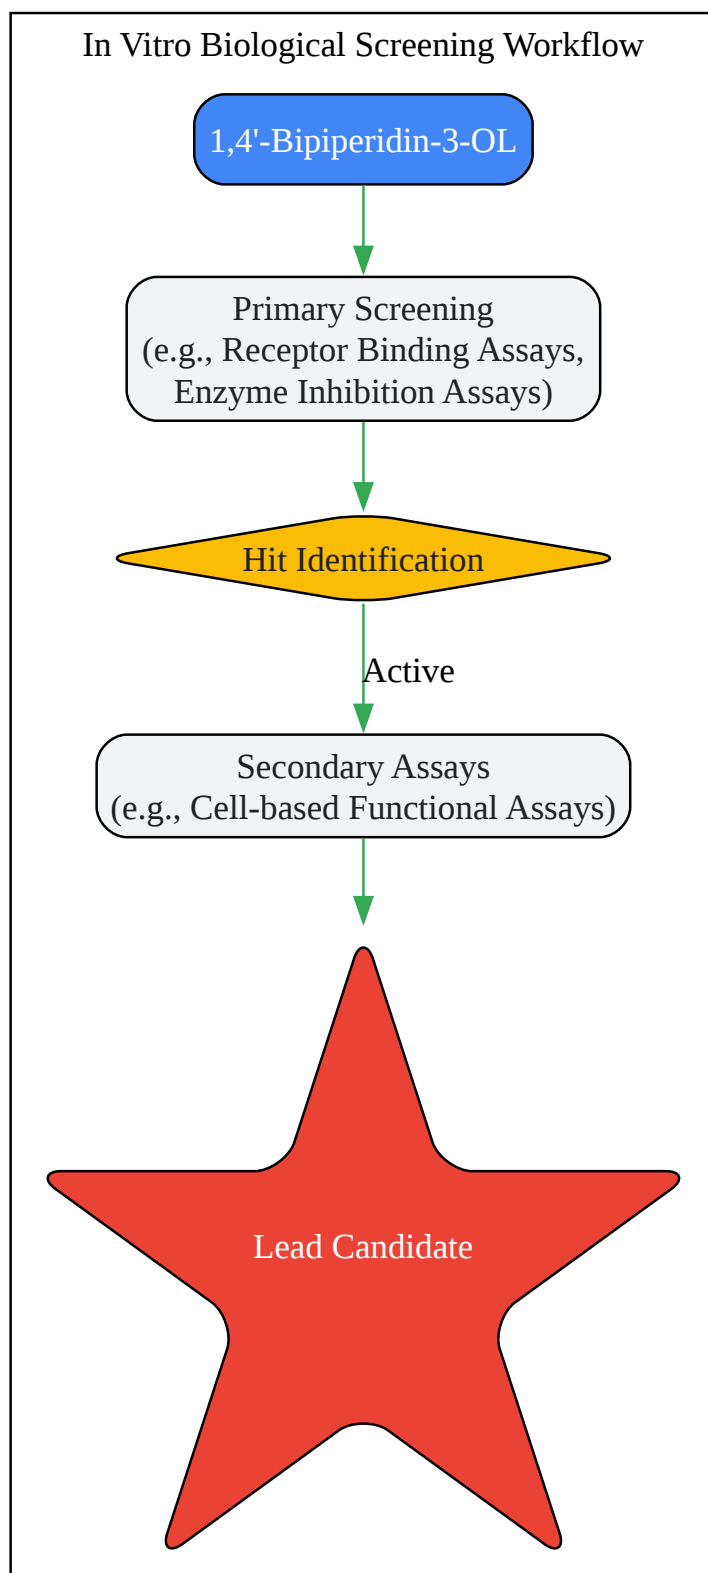 In Vitro Biological Screening Workflow
1,4'-Bipiperidin-3-OL
Primary Screening
(e.g., Receptor Binding Assays,
Enzyme Inhibition Assays)
Hit Identification
Active
Secondary Assays
(e.g., Cell-based Functional Assays)
Lead Candidate